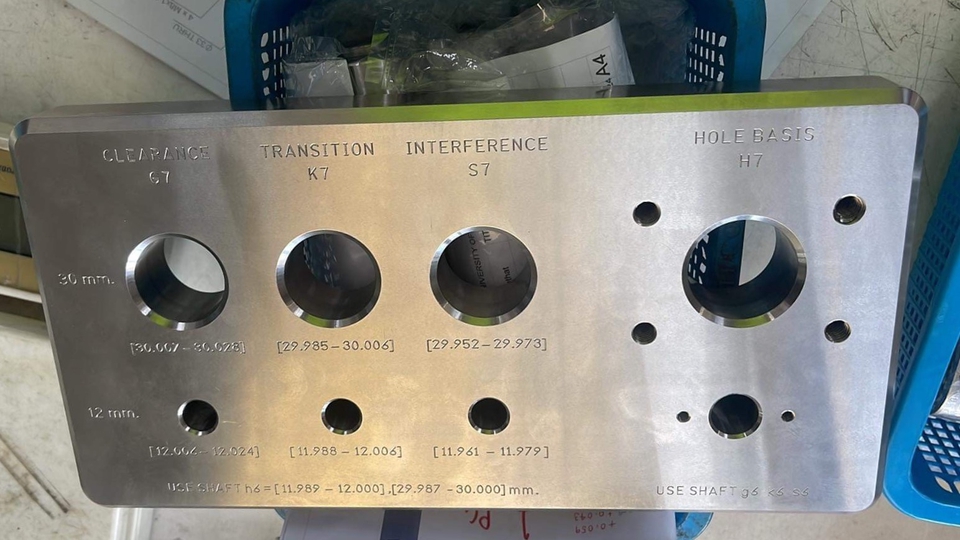 CLEARANCE
G7
TRANSITION
K7
INTERFERENCE
S7
HOLE BASIS
H7
30 mm.
[30.007-30.028]
[29.985-30.006]
[29.952-29.973]
12 mm.
[12.006-12.024]
[11.988-12.006]
[11.961-11.979]
USE SHAFT h6=[11.989-12.000],[29.987-30.000]mm.
USE SHAFT g6 k6 s6
A4